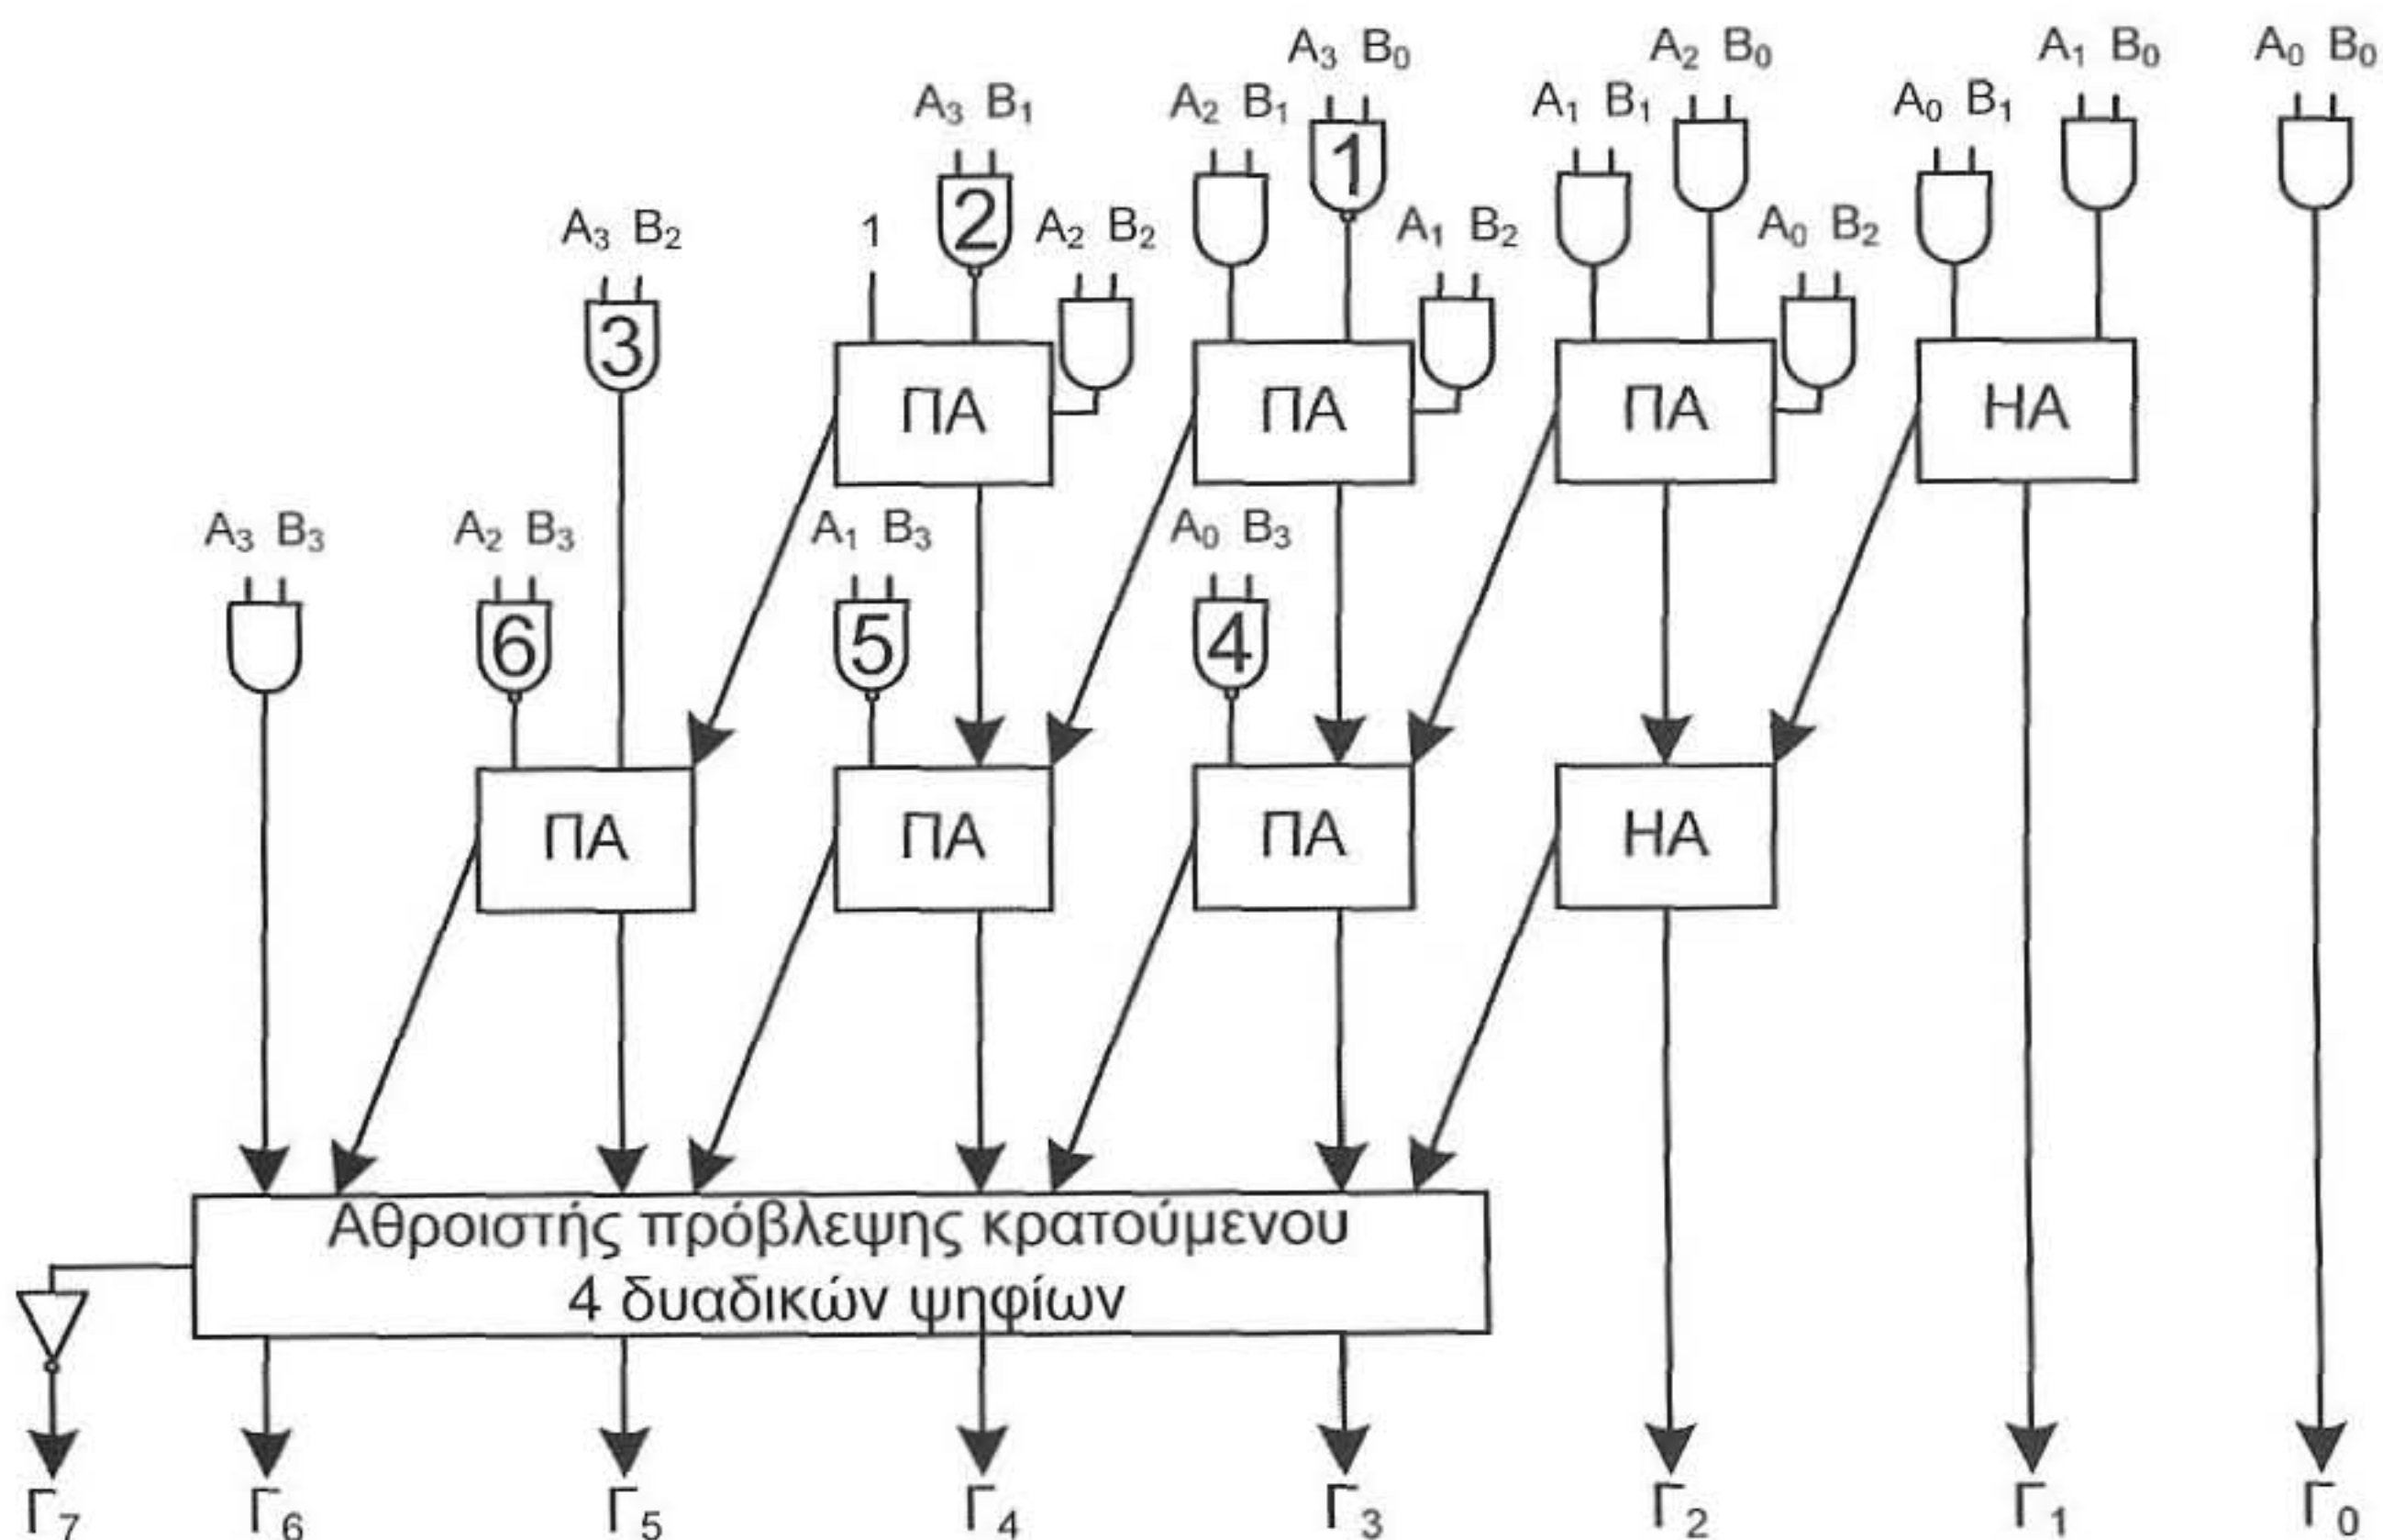 A₃ B₀ A₂ B₀ A₁ B₀ A₀ B₀
A₃ B₁ A₂ B₁ A₁ B₁ A₀ B₁
1
2
A₃ B₂ 1 A₂ B₂ A₁ B₂ A₀ B₂
3
ΠΑ ΠΑ ΠΑ ΗΑ
A₃ B₃ A₂ B₃ A₁ B₃ A₀ B₃
6 5 4
ΠΑ ΠΑ ΠΑ ΗΑ
Αθροιστής πρόβλεψης κρατούμενου
4 δυαδικών ψηφίων
Γ₇ Γ₆ Γ₅ Γ₄ Γ₃ Γ₂ Γ₁ Γ₀